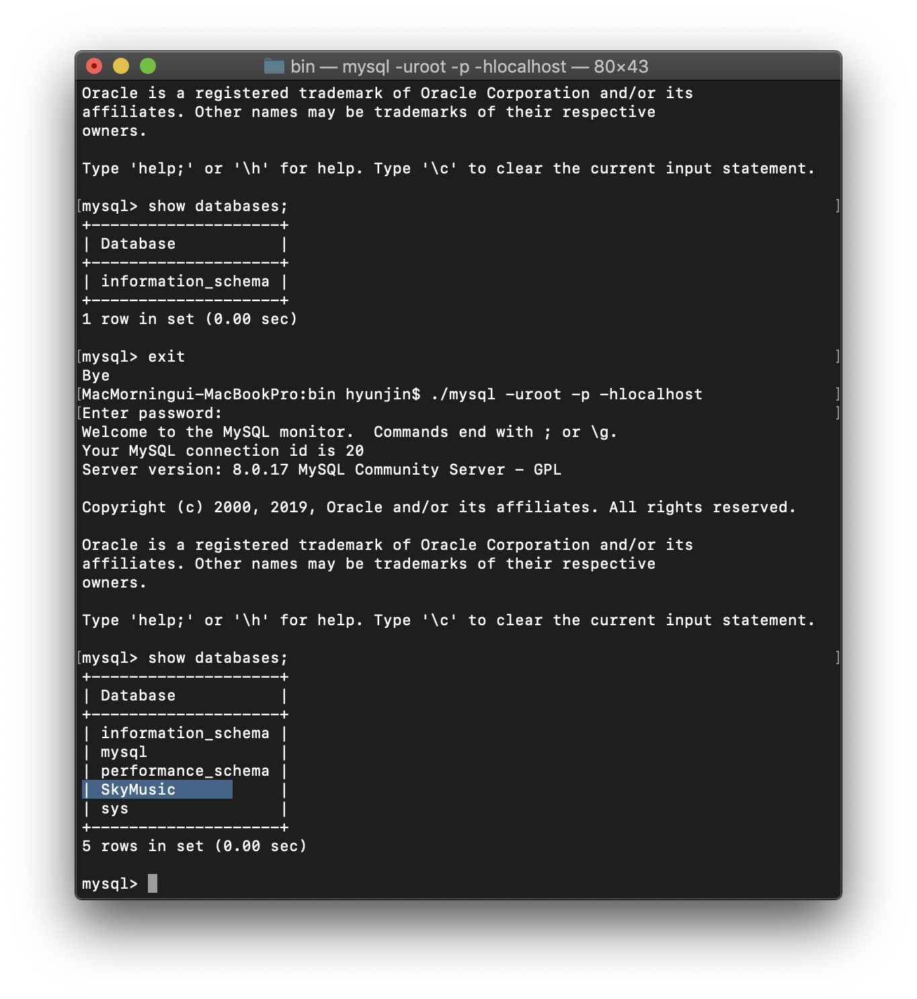 bin — mysql -uroot -p -hlocalhost — 80×43
Oracle is a registered trademark of Oracle Corporation and/or its
affiliates. Other names may be trademarks of their respective
owners.
Type 'help;' or '\h' for help. Type '\c' to clear the current input statement.
[mysql> show databases; ]
+--------------------+
| Database           |
+--------------------+
| information_schema |
+--------------------+
1 row in set (0.00 sec)
[mysql> exit ]
Bye
[MacMorningui-MacBookPro:bin hyunjin$ ./mysql -uroot -p -hlocalhost ]
[Enter password: ]
Welcome to the MySQL monitor.  Commands end with ; or \g.
Your MySQL connection id is 20
Server version: 8.0.17 MySQL Community Server - GPL
Copyright (c) 2000, 2019, Oracle and/or its affiliates. All rights reserved.
Oracle is a registered trademark of Oracle Corporation and/or its
affiliates. Other names may be trademarks of their respective
owners.
Type 'help;' or '\h' for help. Type '\c' to clear the current input statement.
[mysql> show databases; ]
+--------------------+
| Database           |
+--------------------+
| information_schema |
| mysql              |
| performance_schema |
| SkyMusic           |
| sys                |
+--------------------+
5 rows in set (0.00 sec)
mysql>